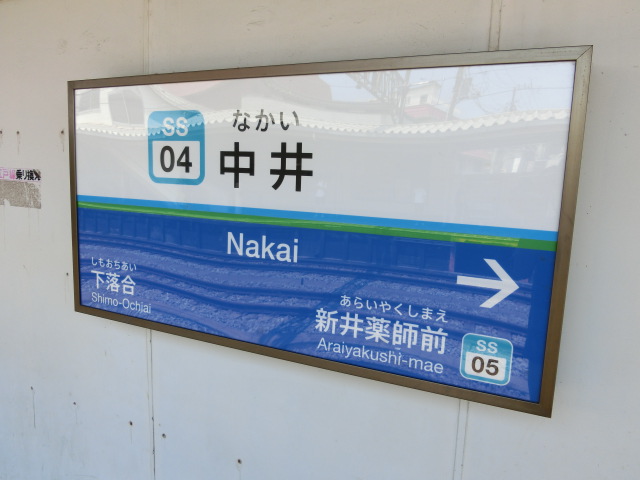 SS
04
なかい
中井
Nakai
しもおちあい
下落合
Shimo-Ochiai
あらいやくしまえ
新井薬師前
Araiyakushi-mae
SS
05